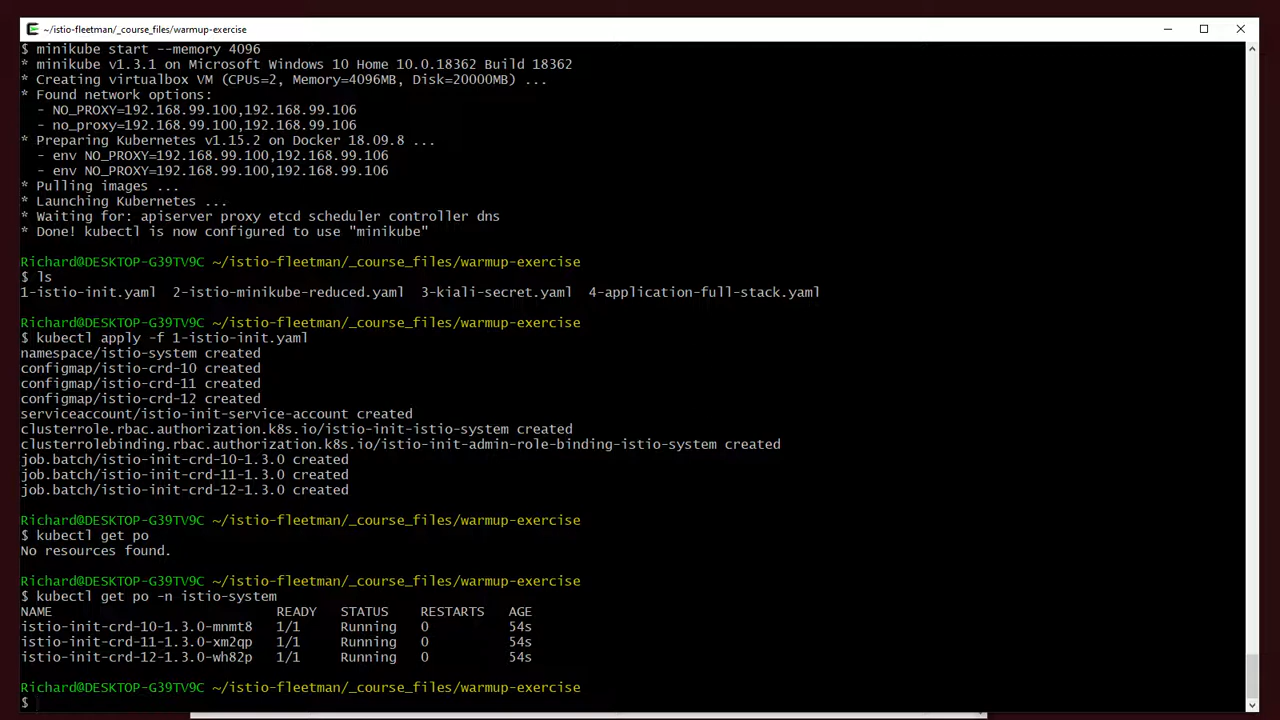 ~/istio-fleetman/_course_files/warmup-exercise
$ minikube start --memory 4096
* minikube v1.3.1 on Microsoft Windows 10 Home 10.0.18362 Build 18362
* Creating virtualbox VM (CPUs=2, Memory=4096MB, Disk=20000MB) ...
* Found network options:
  - NO_PROXY=192.168.99.100,192.168.99.106
  - no_proxy=192.168.99.100,192.168.99.106
* Preparing Kubernetes v1.15.2 on Docker 18.09.8 ...
  - env NO_PROXY=192.168.99.100,192.168.99.106
  - env NO_PROXY=192.168.99.100,192.168.99.106
* Pulling images ...
* Launching Kubernetes ...
* Waiting for: apiserver proxy etcd scheduler controller dns
* Done! kubectl is now configured to use "minikube"
Richard@DESKTOP-G39TV9C ~/istio-fleetman/_course_files/warmup-exercise
$ ls
1-istio-init.yaml  2-istio-minikube-reduced.yaml  3-kiali-secret.yaml  4-application-full-stack.yaml
Richard@DESKTOP-G39TV9C ~/istio-fleetman/_course_files/warmup-exercise
$ kubectl apply -f 1-istio-init.yaml
namespace/istio-system created
configmap/istio-crd-10 created
configmap/istio-crd-11 created
configmap/istio-crd-12 created
serviceaccount/istio-init-service-account created
clusterrole.rbac.authorization.k8s.io/istio-init-istio-system created
clusterrolebinding.rbac.authorization.k8s.io/istio-init-admin-role-binding-istio-system created
job.batch/istio-init-crd-10-1.3.0 created
job.batch/istio-init-crd-11-1.3.0 created
job.batch/istio-init-crd-12-1.3.0 created
Richard@DESKTOP-G39TV9C ~/istio-fleetman/_course_files/warmup-exercise
$ kubectl get po
No resources found.
Richard@DESKTOP-G39TV9C ~/istio-fleetman/_course_files/warmup-exercise
$ kubectl get po -n istio-system
NAME                            READY   STATUS    RESTARTS   AGE
istio-init-crd-10-1.3.0-mnmt8   1/1     Running   0          54s
istio-init-crd-11-1.3.0-xm2qp   1/1     Running   0          54s
istio-init-crd-12-1.3.0-wh82p   1/1     Running   0          54s
Richard@DESKTOP-G39TV9C ~/istio-fleetman/_course_files/warmup-exercise
$